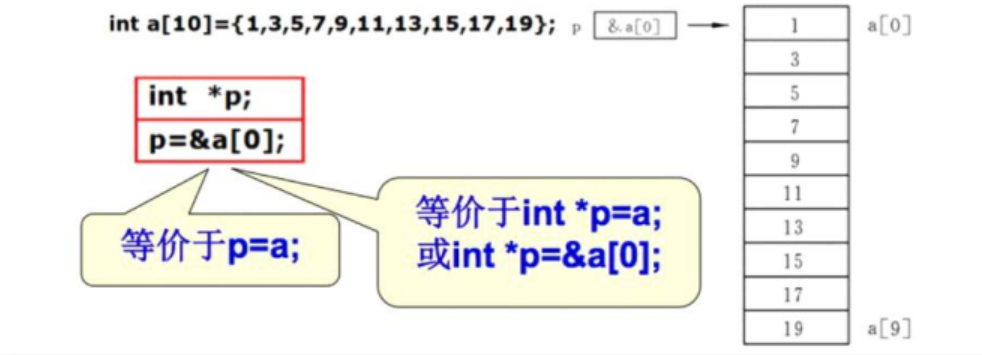 int a[10]={1,3,5,7,9,11,13,15,17,19}; p &a[0]
int *p;
p=&a[0];
等价于p=a;
等价于int *p=a;
或int *p=&a[0];
1 a[0]
3
5
7
9
11
13
15
17
19 a[9]